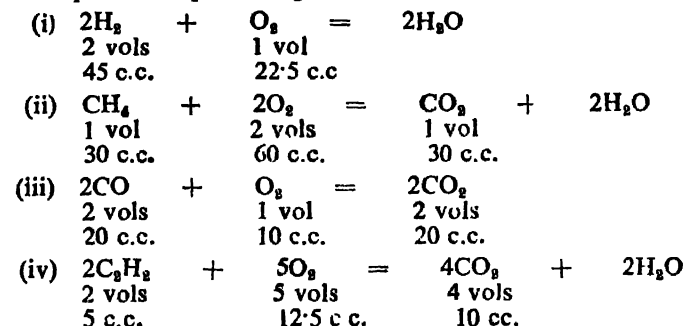 (i) 2H₂ + O₂ = 2H₂O
2 vols 1 vol
45 c.c. 22·5 c.c
(ii) CH₄ + 2O₂ = CO₂ + 2H₂O
1 vol 2 vols 1 vol
30 c.c. 60 c.c. 30 c.c.
(iii) 2CO + O₂ = 2CO₂
2 vols 1 vol 2 vols
20 c.c. 10 c.c. 20 c.c.
(iv) 2C₂H₂ + 5O₂ = 4CO₂ + 2H₂O
2 vols 5 vols 4 vols
5 c.c. 12·5 c c. 10 cc.